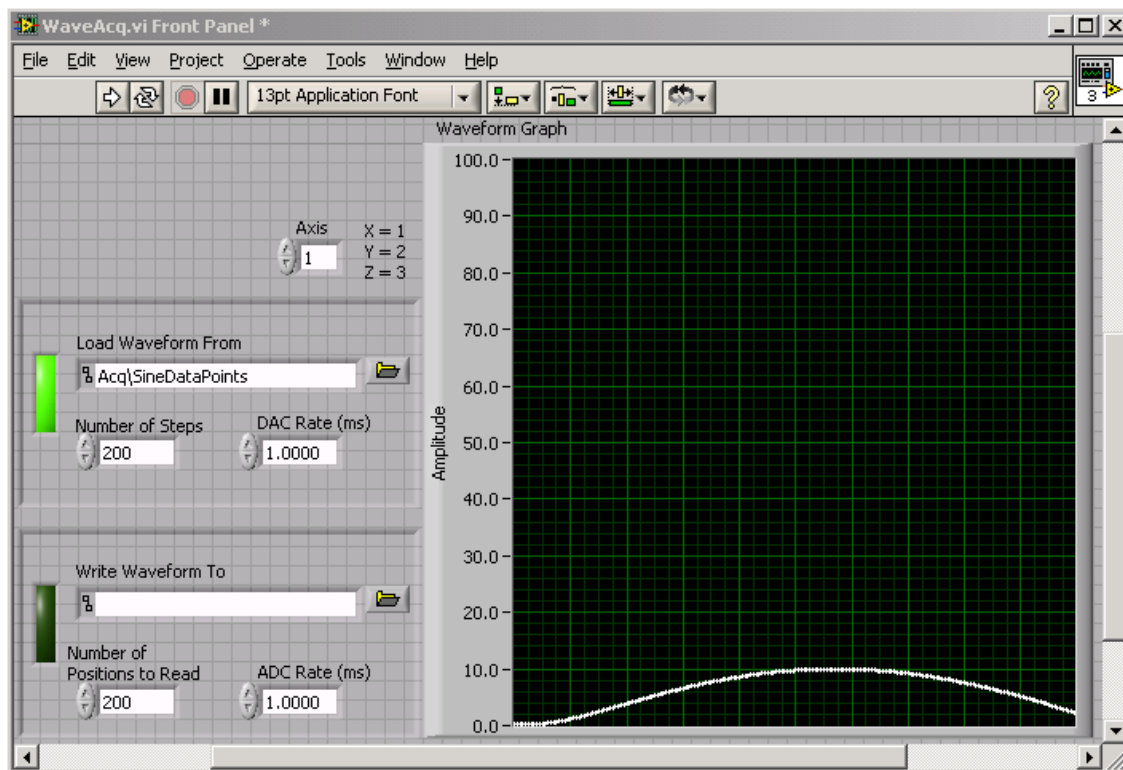 WaveAcq.vi Front Panel *
File Edit View Project Operate Tools Window Help
13pt Application Font
?
3
Waveform Graph
Axis
1
X = 1
Y = 2
Z = 3
Load Waveform From
Acq\SineDataPoints
Number of Steps
DAC Rate (ms)
200
1.0000
Write Waveform To
Number of
Positions to Read
ADC Rate (ms)
200
1.0000
Amplitude
100.0
90.0
80.0
70.0
60.0
50.0
40.0
30.0
20.0
10.0
0.0